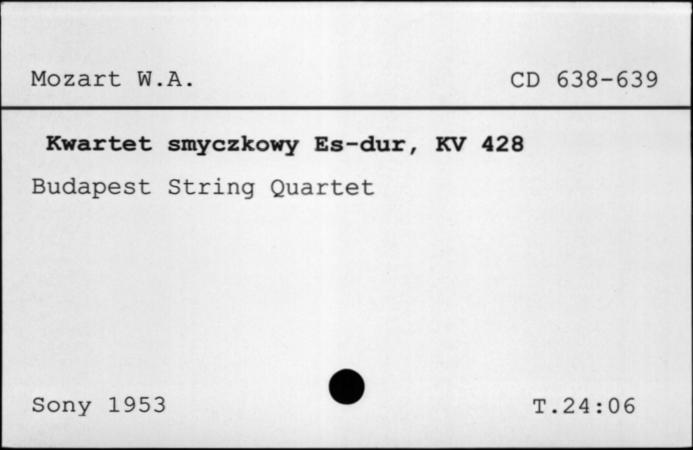 Mozart W.A. CD 638-639
Kwartet smyczkowy Es-dur, KV 428
Budapest String Quartet
Sony 1953 T.24:06